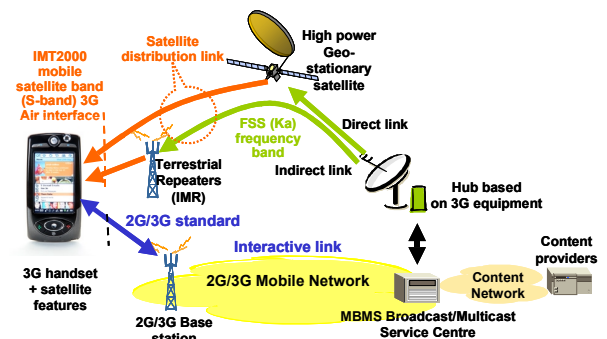 Satellite
distribution link
High power
Geo-
stationary
satellite
IMT2000
mobile
satellite band
(S-band) 3G
Air interface
FSS (Ka)
frequency
band
Direct link
Indirect link
Terrestrial
Repeaters
(IMR)
Hub based
on 3G equipment
2G/3G standard
Interactive link
Content
providers
3G handset
+ satellite
features
2G/3G Mobile Network
Content
Network
2G/3G Base
station
MBMS Broadcast/Multicast
Service Centre